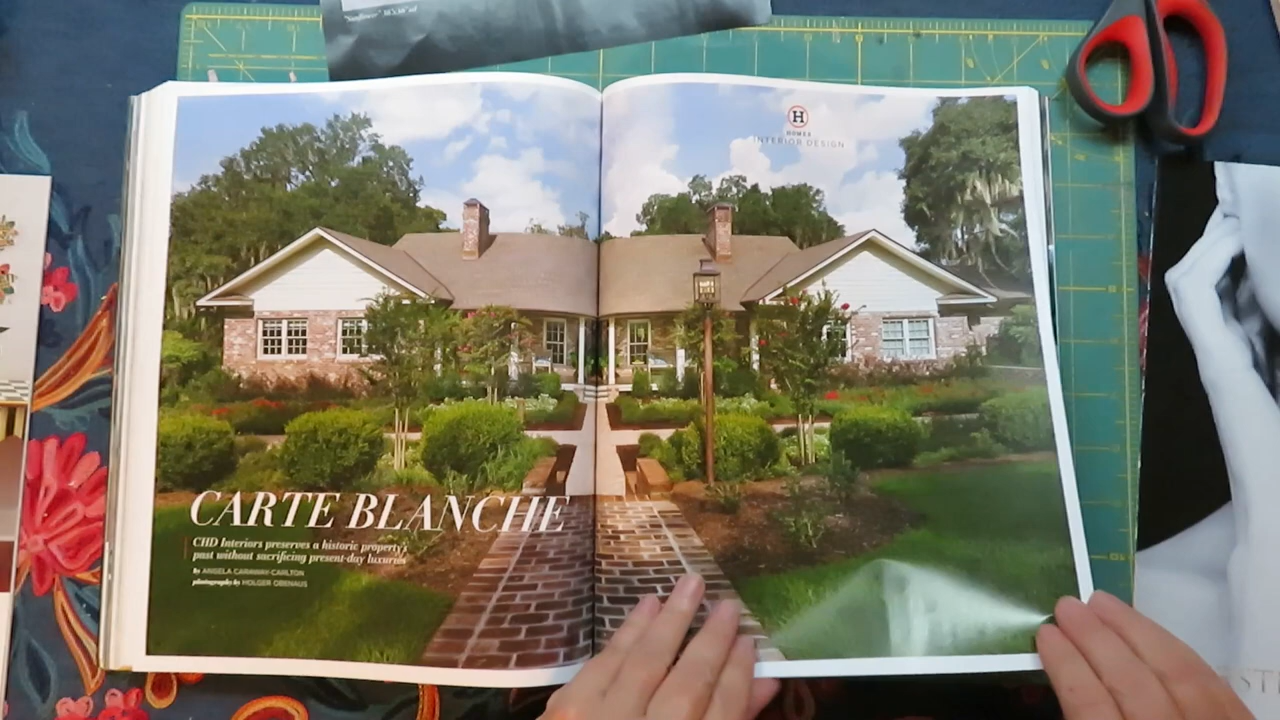 H
HOMES
INTERIOR DESIGN
CARTE BLANCHE
CHD Interiors preserves a historic property's
past without sacrificing present-day luxuries
by ANGELA CARAWAY-CARLTON
photography by HOLGER OBENAUS
ST